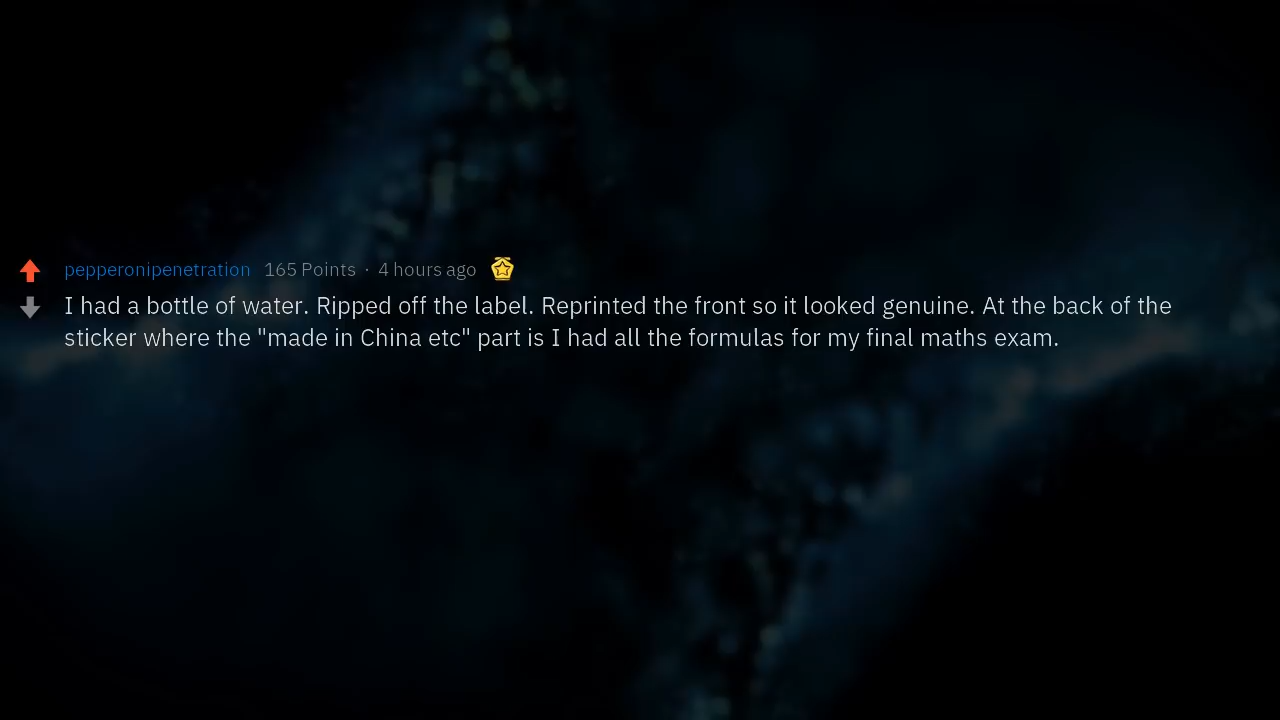 pepperonipenetration 165 Points · 4 hours ago
I had a bottle of water. Ripped off the label. Reprinted the front so it looked genuine. At the back of the
sticker where the "made in China etc" part is I had all the formulas for my final maths exam.